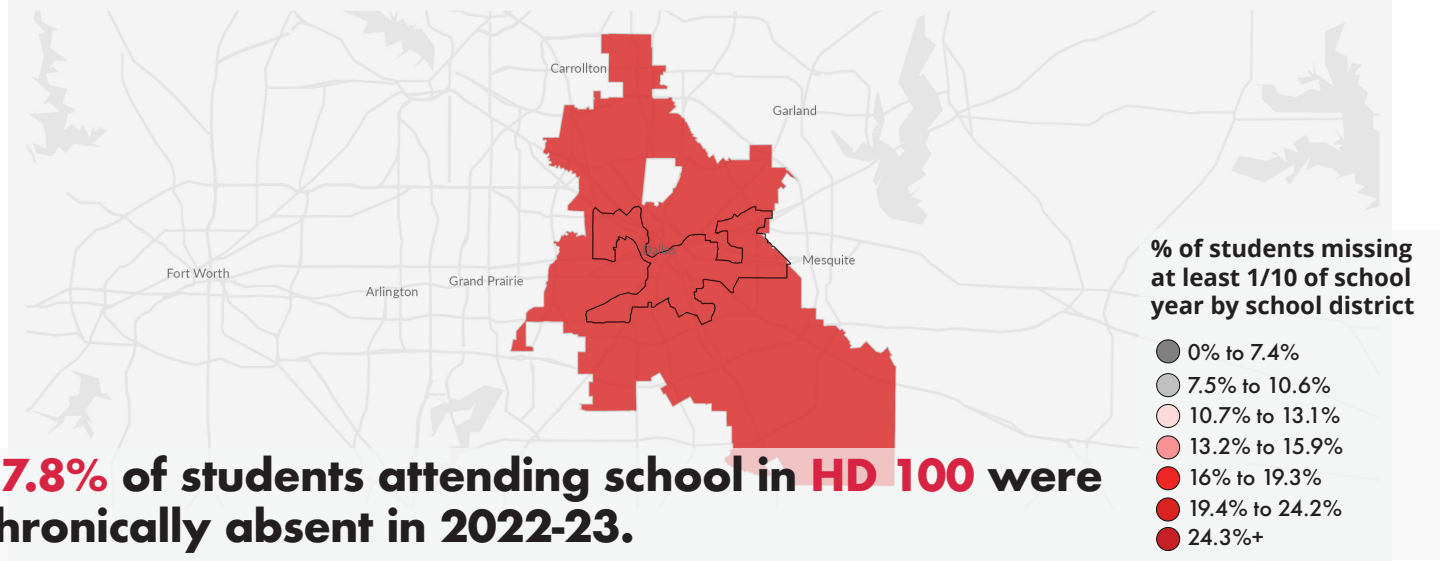 Carrollton
Garland
Dallas
Mesquite
Fort Worth
Grand Prairie
Arlington
% of students missing
at least 1/10 of school
year by school district
0% to 7.4%
7.5% to 10.6%
10.7% to 13.1%
13.2% to 15.9%
16% to 19.3%
19.4% to 24.2%
24.3%+
7.8% of students attending school in HD 100 were
hronically absent in 2022-23.